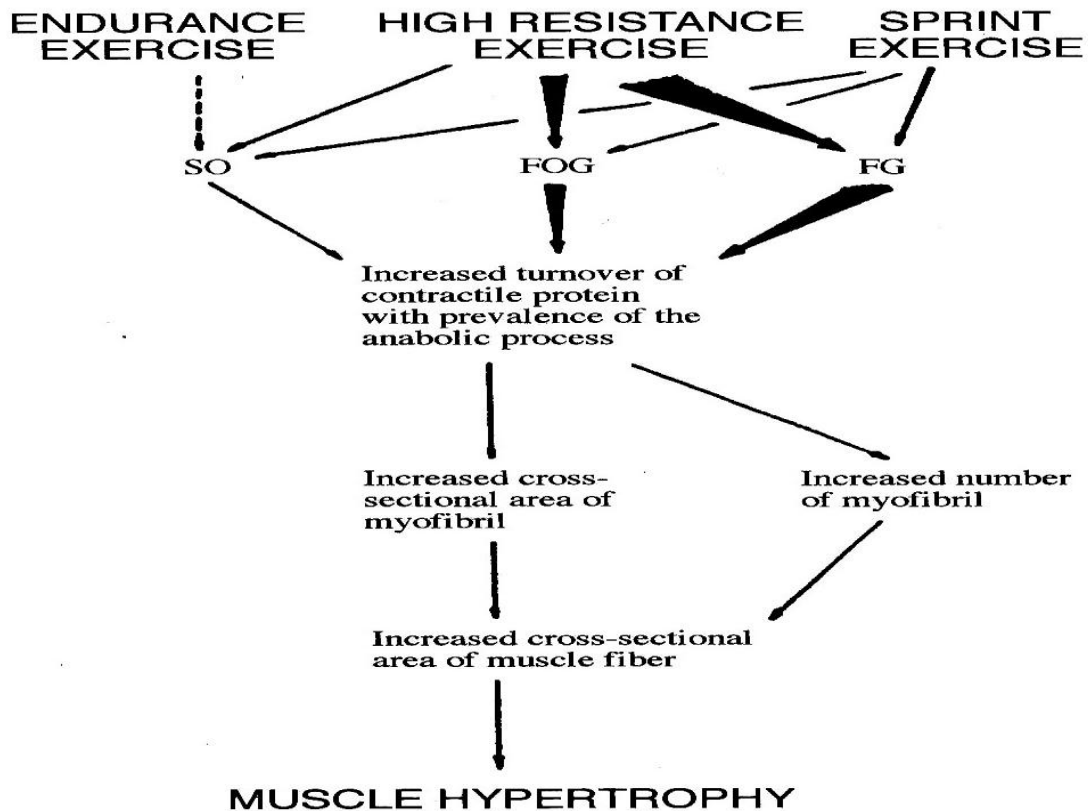 ENDURANCE
EXERCISE
HIGH RESISTANCE
EXERCISE
SPRINT
EXERCISE
SO
FOG
FG
Increased turnover of
contractile protein
with prevalence of the
anabolic process
Increased cross-
sectional area of
myofibril
Increased number
of myofibril
Increased cross-sectional
area of muscle fiber
MUSCLE HYPERTROPHY